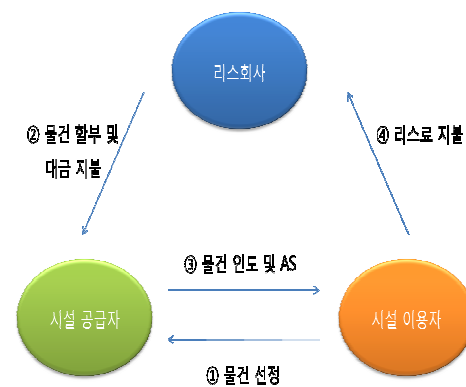 리스회사
② 물건 할부 및
대금 지불
④ 리스료 지불
③ 물건 인도 및 AS
시설 공급자
시설 이용자
① 물건 선정